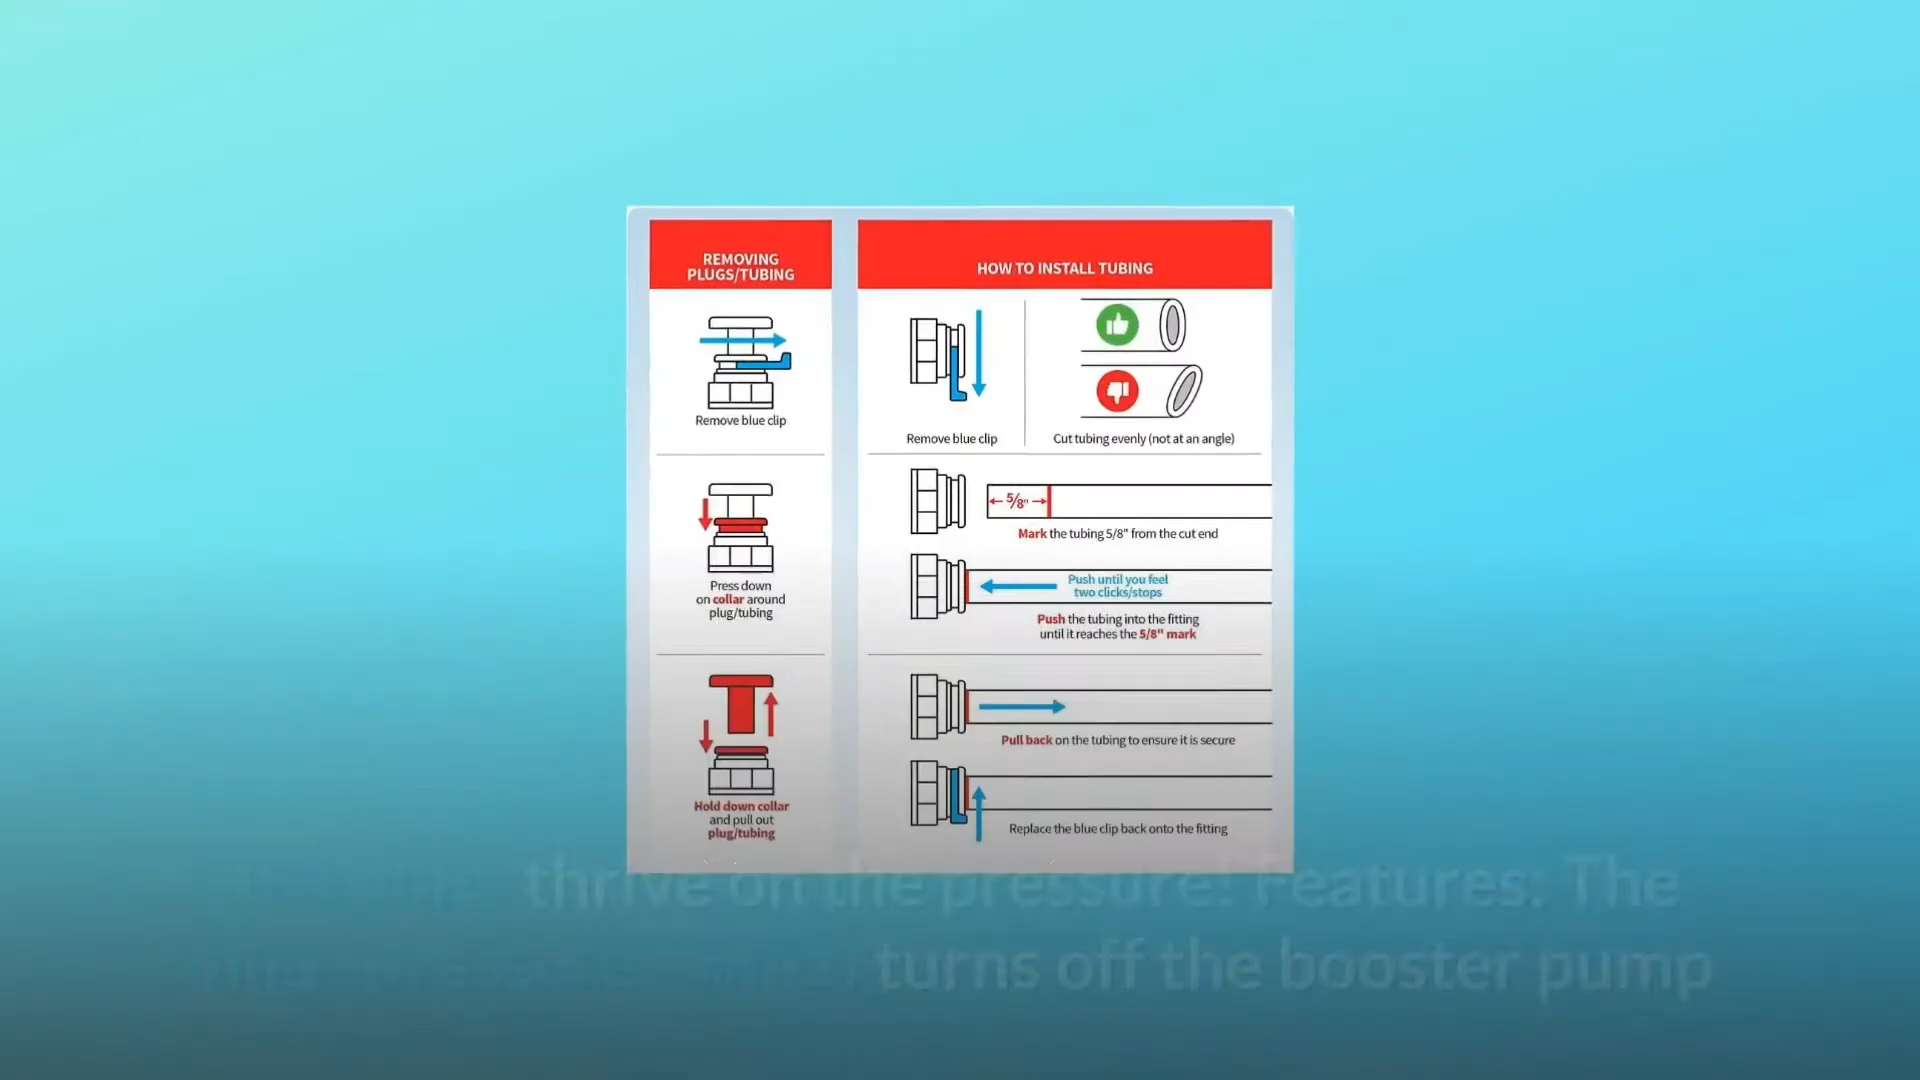 REMOVING
PLUGS/TUBING
Remove blue clip
Press down
on collar around
plug/tubing
Hold down collar
and pull out
plug/tubing
HOW TO INSTALL TUBING
Remove blue clip
Cut tubing evenly (not at an angle)
5/8"
Mark the tubing 5/8" from the cut end
Push until you feel
two clicks/stops
Push the tubing into the fitting
until it reaches the 5/8" mark
Pull back on the tubing to ensure it is secure
Replace the blue clip back onto the fitting
thrive on the pressure! Features: The
turns off the booster pump